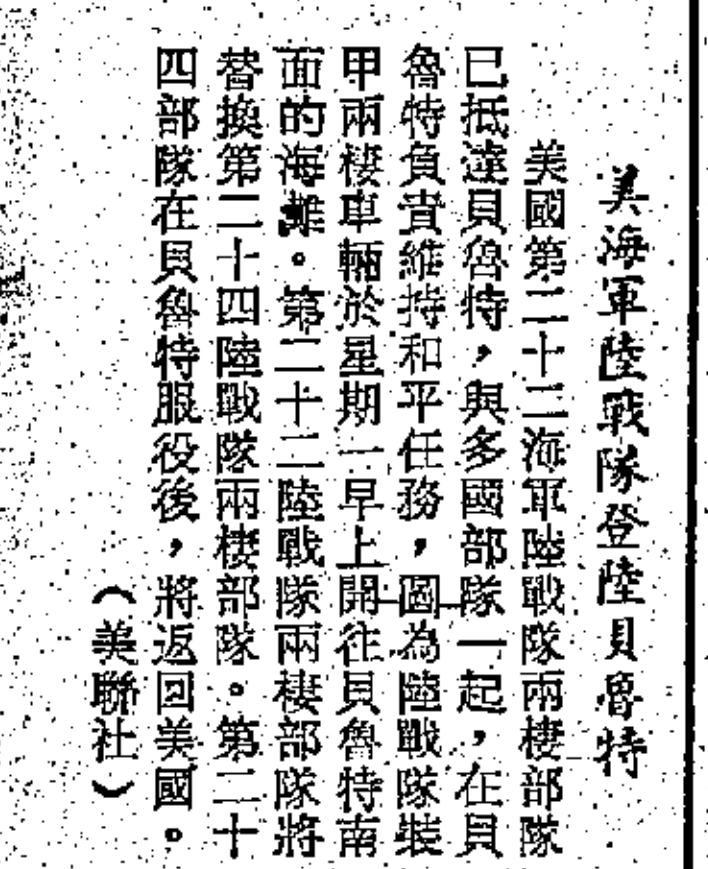 美海軍陸戰隊登陸貝魯特
美國第二十二海軍陸戰隊兩棲部隊
已抵達貝魯特，與多國部隊一起，在貝
魯特負責維持和平任務，圖為陸戰隊裝
甲兩棲車輛於星期一早上開往貝魯特南
面的海灘。第二十二陸戰隊兩棲部隊將
替換第二十四陸戰隊兩棲部隊。第二十
四部隊在貝魯特服役後，將返回美國。
（美聯社）